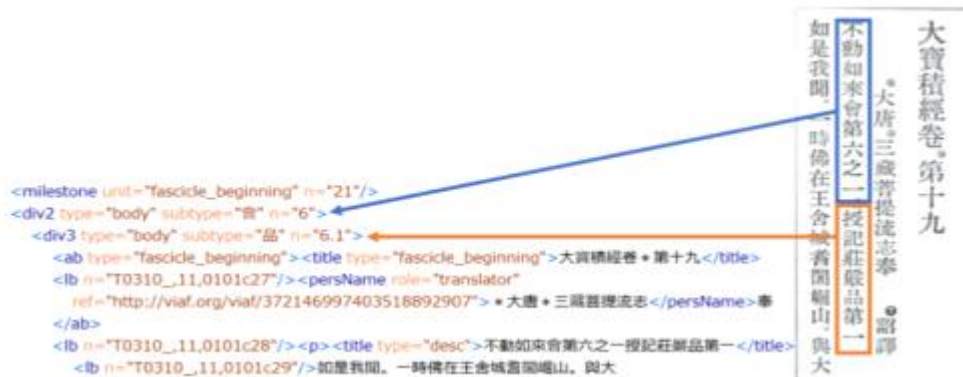 <milestone unit="fascicle_beginning" n="21"/>
<div2 type="body" subtype="會" n="6">
<div3 type="body" subtype="品" n="6.1">
<ab type="fascicle_beginning"><title type="fascicle_beginning">大寶積經卷。第十九</title>
<lb n="T0310_,11,0101c27"/><persName role="translator"
ref="http://viaf.org/viaf/372146997403518892907">。大唐。三藏菩提流志</persName>奉
</ab>
<lb n="T0310_,11,0101c28"/><p><title type="desc">不動如來會第六之一授記莊嚴品第一</title>
<lb n="T0310_,11,0101c29"/>如是我聞。一時佛在王舍城耆闍崛山。與大
大寶積經卷。第十九
。大唐。三藏菩提流志奉 詔譯
不動如來會第六之一授記莊嚴品第一
如是我聞。一時佛在王舍城耆闍崛山。與大